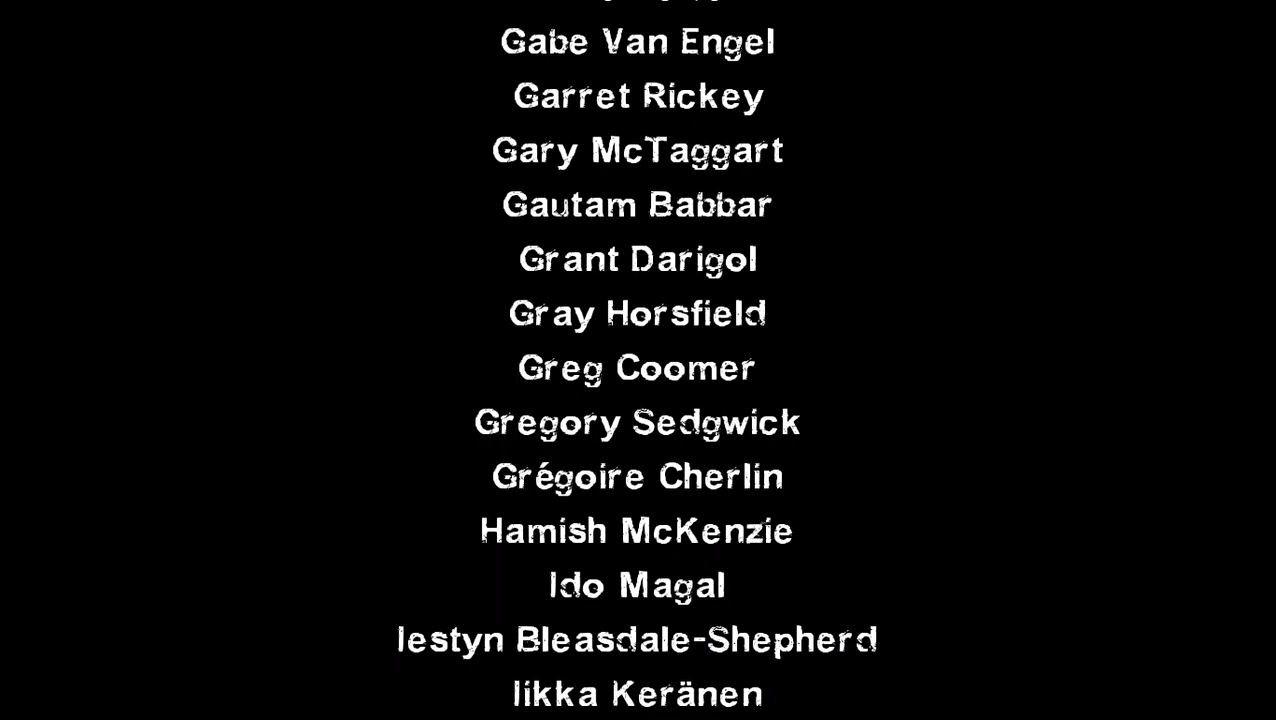 Gabe Van Engel
Garret Rickey
Gary McTaggart
Gautam Babbar
Grant Darigol
Gray Horsfield
Greg Coomer
Gregory Sedgwick
Grégoire Cherlin
Hamish McKenzie
Ido Magal
Iestyn Bleasdale-Shepherd
Iikka Keränen